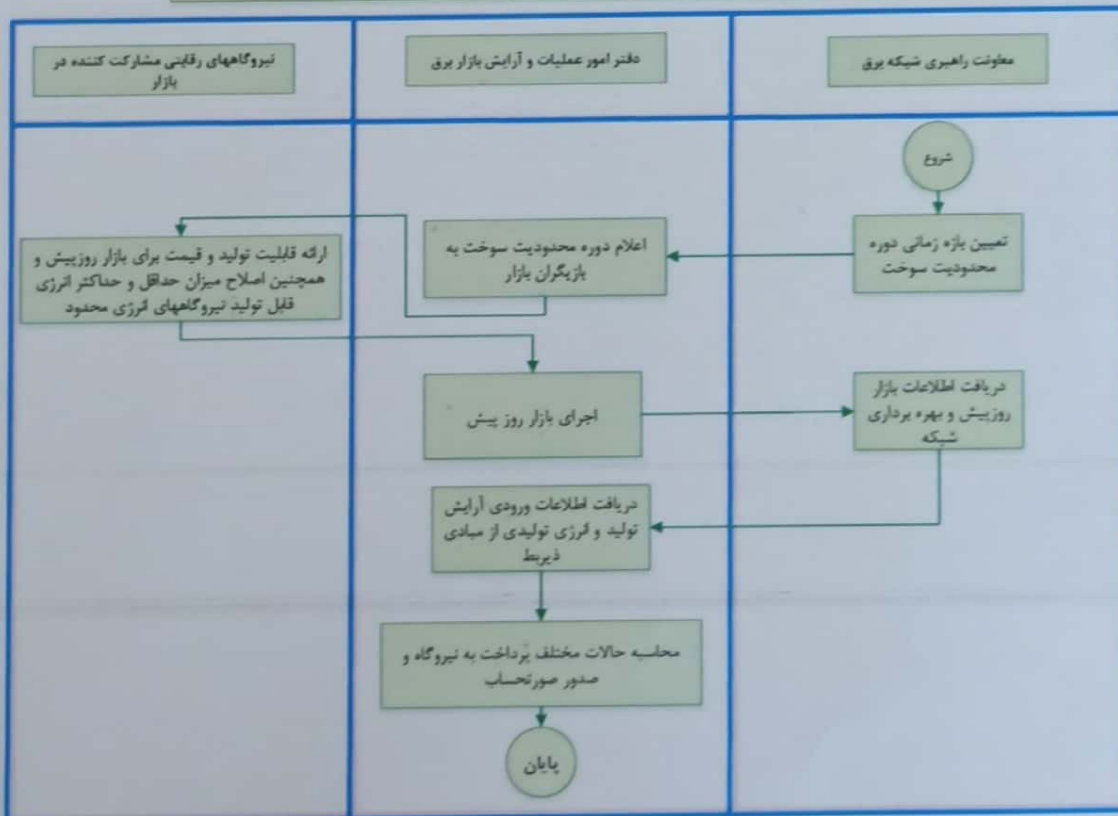 معاونت راهبری شبکه برق
دفتر امور عملیات و آرایش بازار برق
نیروگاههای رقابتی مشارکت کننده در
بازار
شروع
تعیین بازه زمانی دوره
محدودیت سوخت
اعلام دوره محدودیت سوخت به
بازیگران بازار
ارائه قابلیت تولید و قیمت برای بازار روزپیش و
همچنین اصلاح میزان حداقل و حداکثر انرژی
قابل تولید نیروگاههای انرژی محدود
اجرای بازار روز پیش
دریافت اطلاعات بازار
روزپیش و بهره برداری
شبکه
دریافت اطلاعات ورودی آرایش
تولید و انرژی تولیدی از مبادی
ذیربط
محاسبه حالات مختلف پرداخت به نیروگاه و
صدور صورتحساب
پایان